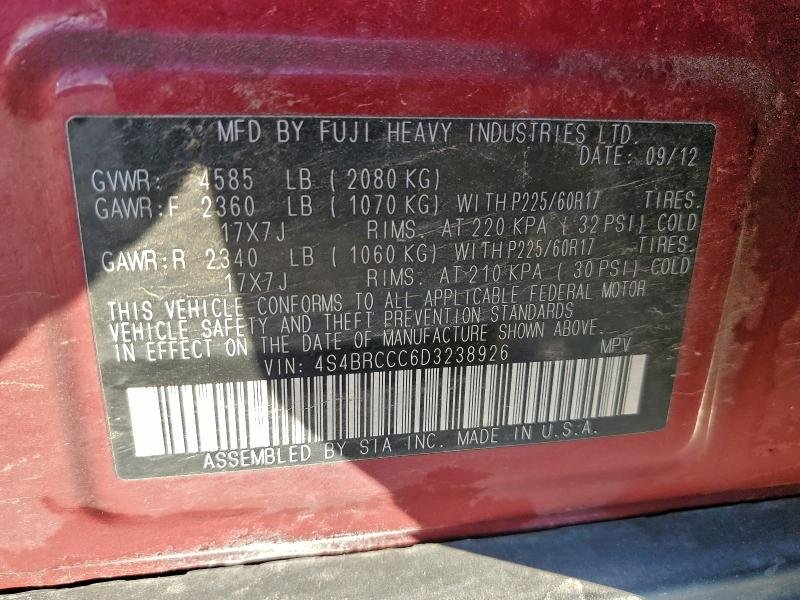 MFD BY FUJI HEAVY INDUSTRIES LTD.
DATE: 09/12
GVWR: 4585 LB ( 2080 KG)
GAWR:F 2360 LB ( 1070 KG) WITH P225/60R17 TIRES.
17X7J RIMS. AT 220 KPA ( 32 PSI) COLD
GAWR:R 2340 LB ( 1060 KG) WITH P225/60R17 TIRES.
17X7J RIMS. AT 210 KPA ( 30 PSI) COLD
THIS VEHICLE CONFORMS TO ALL APPLICABLE FEDERAL MOTOR
VEHICLE SAFETY AND THEFT PREVENTION STANDARDS
IN EFFECT ON THE DATE OF MANUFACTURE SHOWN ABOVE.
VIN: 4S4BRCCC6D3238926 MPV
ASSEMBLED BY SIA INC. MADE IN U.S.A.